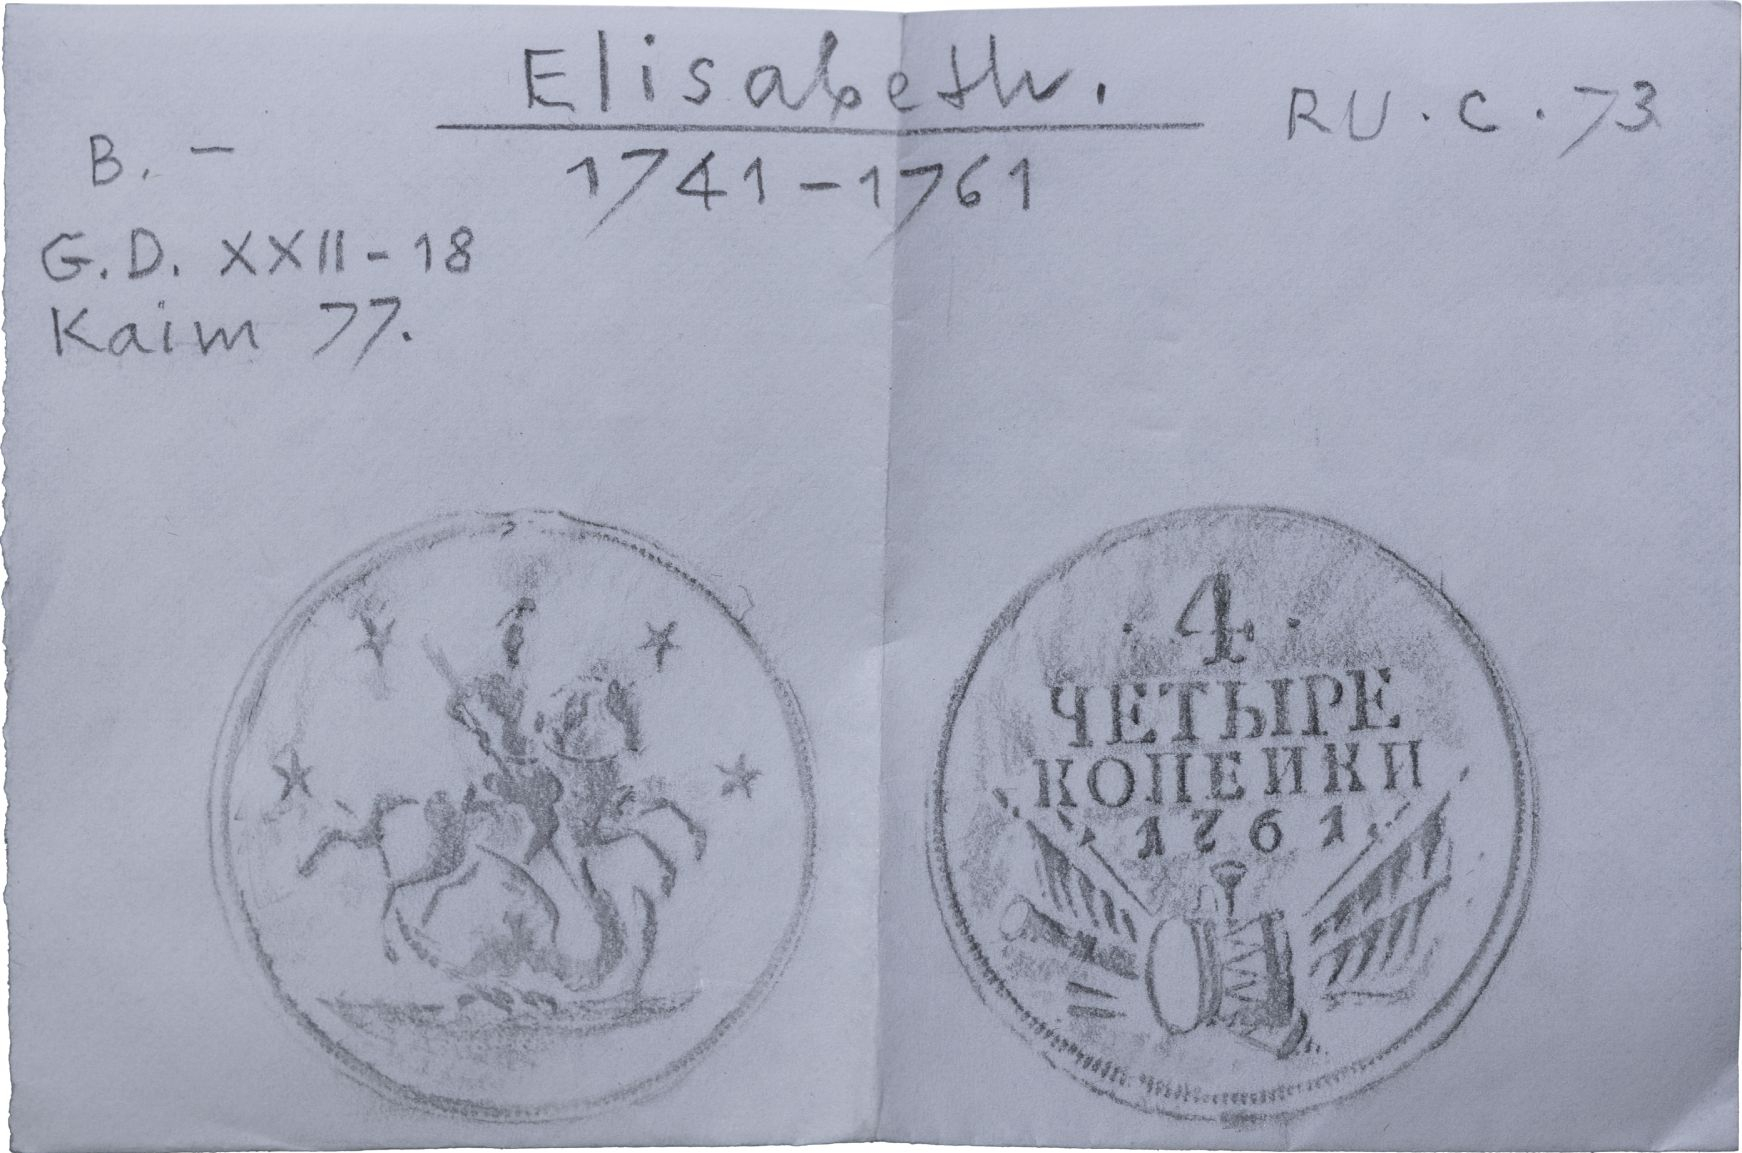 Elisabeth.
1741-1761
RU.C.73
B. -
G.D. XXII-18
Kaim 77.
· 4 ·
ЧЕТЫРЕ
КОПЕИКИ
1761.